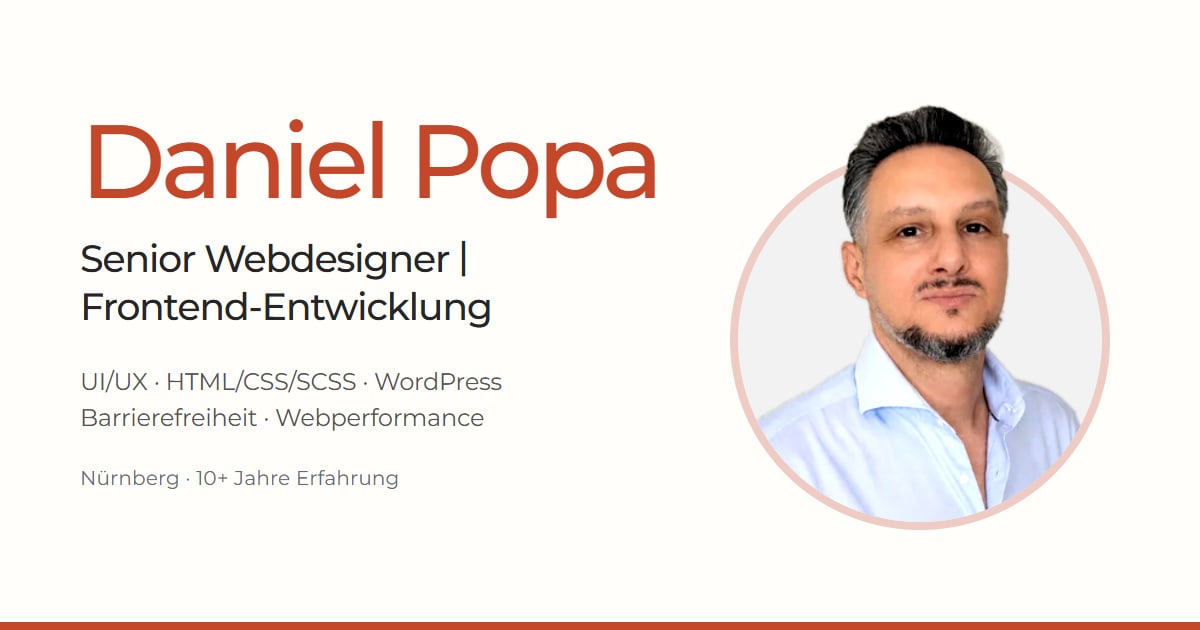 Daniel Popa
Senior Webdesigner |
Frontend-Entwicklung
UI/UX · HTML/CSS/SCSS · WordPress
Barrierefreiheit · Webperformance
Nürnberg · 10+ Jahre Erfahrung